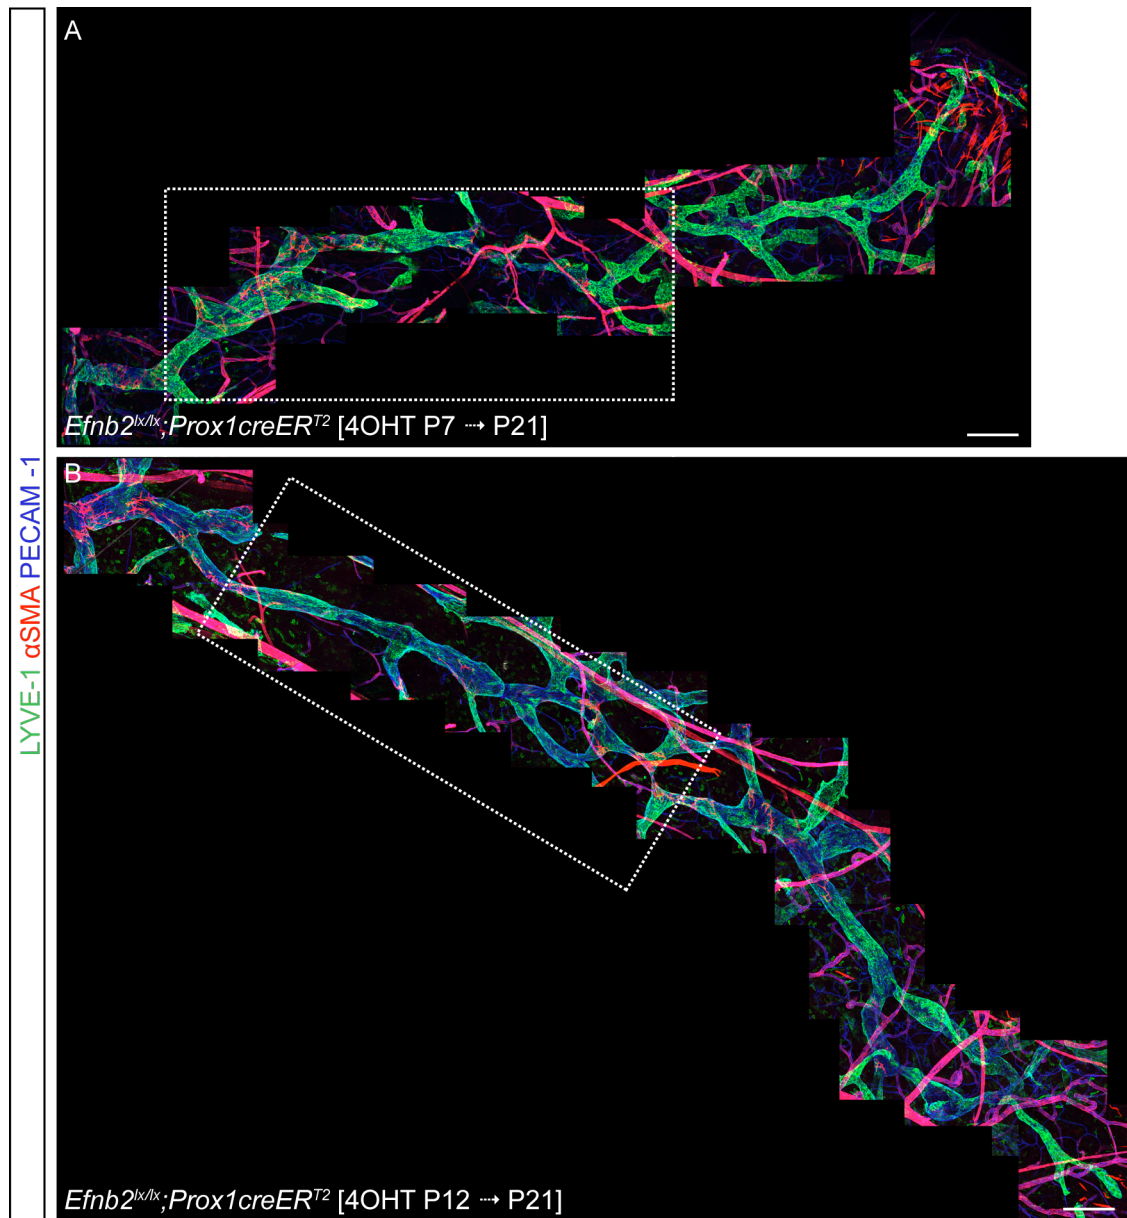 LYVE-1 αSMA PECAM -1
A
Efnb2lx/lx;Prox1creERT2 [4OHT P7 ⇢ P21]
B
Efnb2lx/lx;Prox1creERT2 [4OHT P12 ⇢ P21]